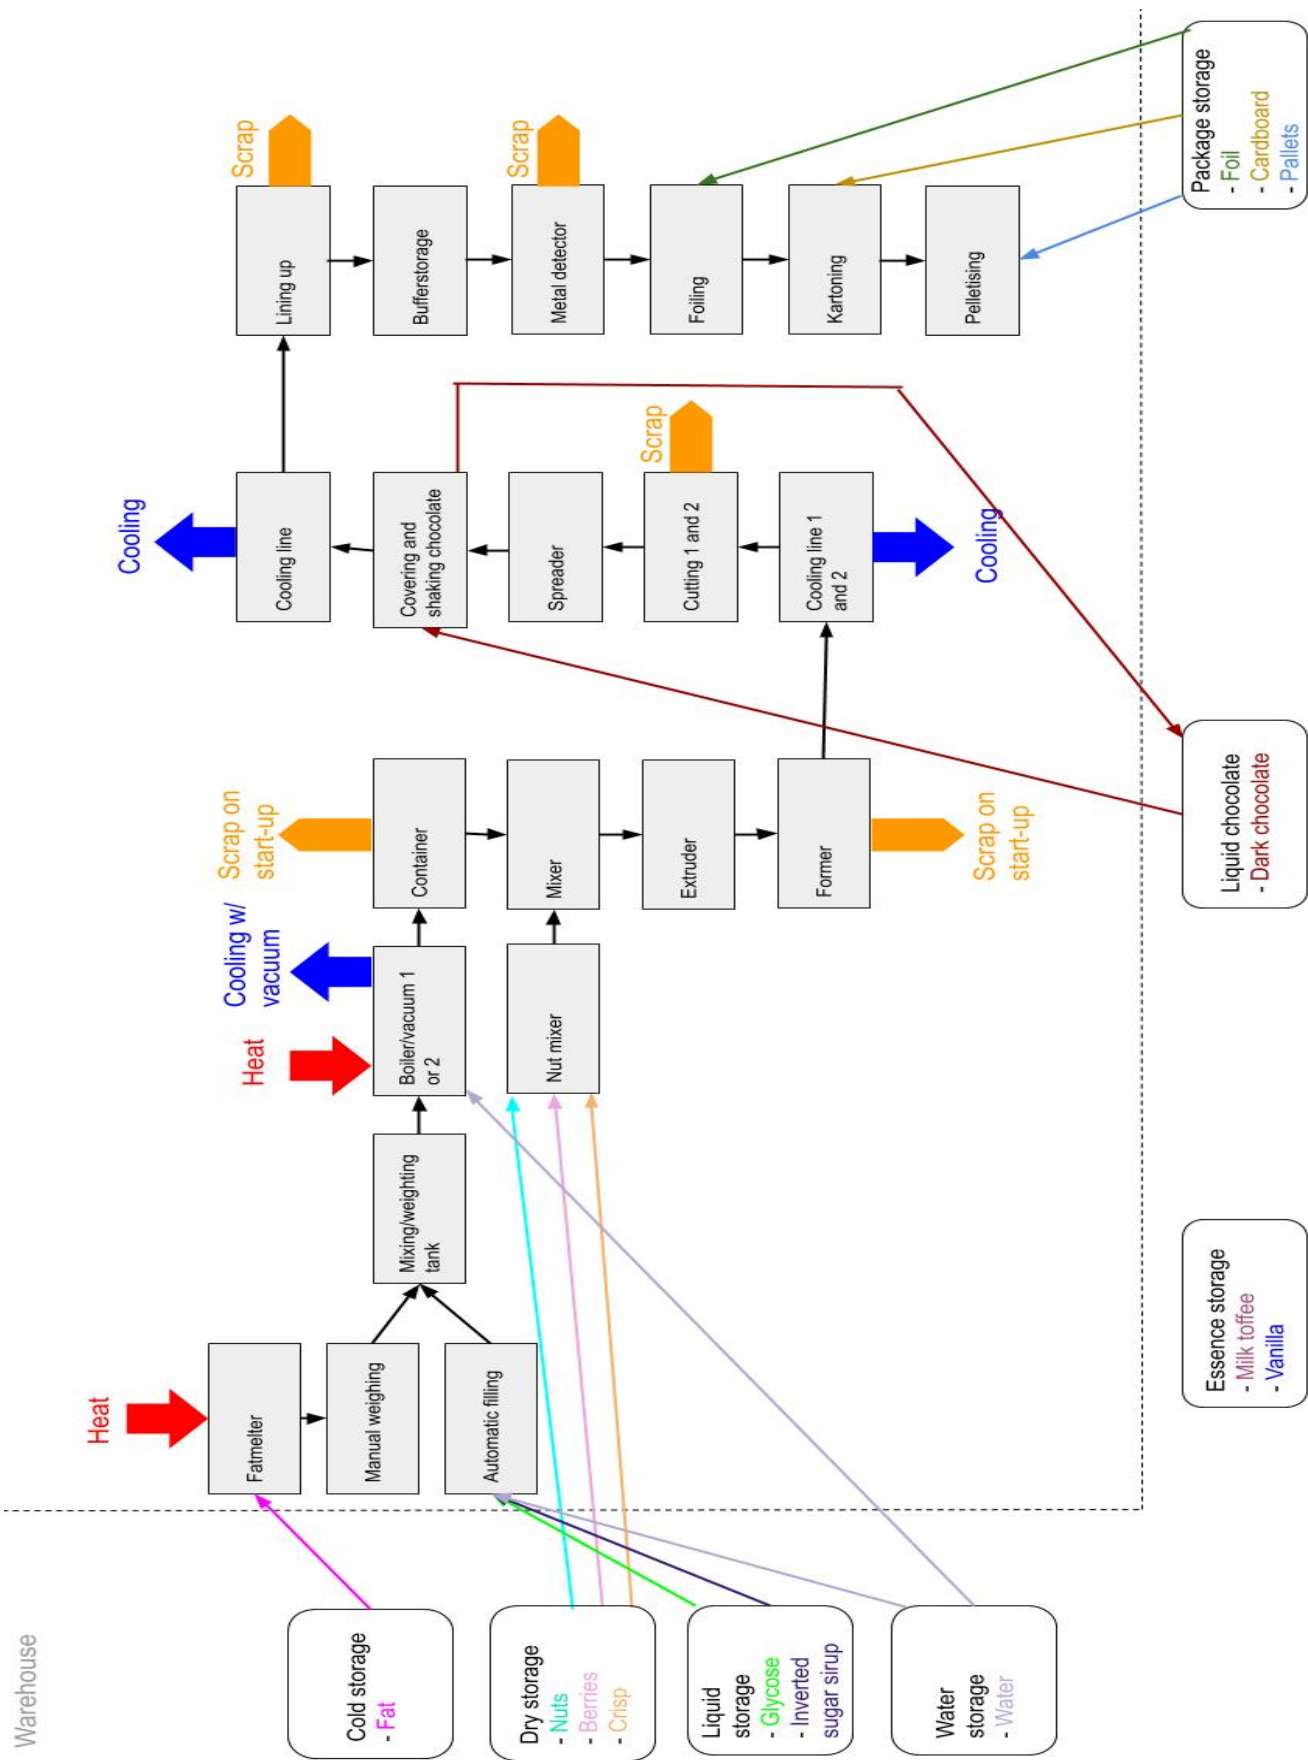 Warehouse
Cold storage
- Fat
Dry storage
- Nuts
- Berries
- Crisp
Liquid
storage
- Glycose
- Inverted
sugar sirup
Water
storage
- Water
Heat
Fatmelter
Manual weighing
Automatic filling
Mixing/weighting
tank
Heat
Cooling w/
vacuum
Boiler/vacuum 1
or 2
Nut mixer
Scrap on
start-up
Container
Mixer
Extruder
Former
Scrap on
start-up
Cooling
Cooling line
Covering and
shaking chocolate
Spreader
Scrap
Cutting 1 and 2
Cooling line 1
and 2
Cooling
Scrap
Lining up
Bufferstorage
Scrap
Metal detector
Foiling
Kartoning
Pelletising
Essence storage
- Milk toffee
- Vanilla
Liquid chocolate
- Dark chocolate
Package storage
- Foil
- Cardboard
- Pallets